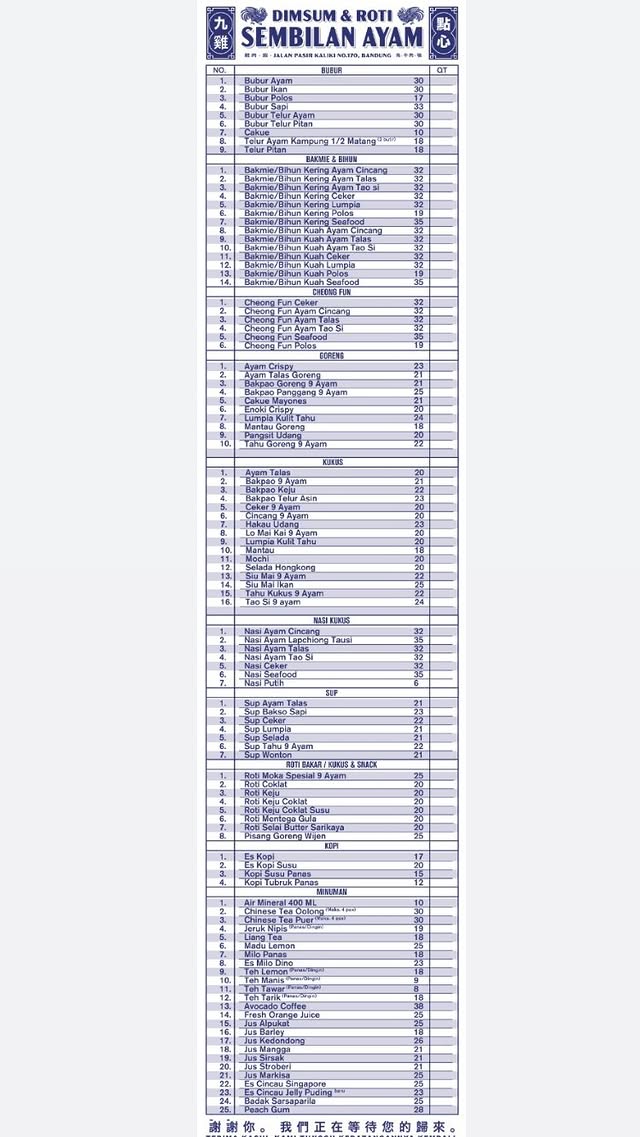 九雞
DIMSUM & ROTI
SEMBILAN AYAM
JALAN PASIR KALIKI NO.170, BANDUNG
點心
NO. BUBUR QT
1. Bubur Ayam 30
2. Bubur Ikan 30
3. Bubur Polos 17
4. Bubur Sapi 33
5. Bubur Telur Ayam 30
6. Bubur Telur Pitan 30
7. Cakue 10
8. Telur Ayam Kampung 1/2 Matang (2 butir) 18
9. Telur Pitan 18
BAKMIE & BIHUN
1. Bakmie/Bihun Kering Ayam Cincang 32
2. Bakmie/Bihun Kering Ayam Talas 32
3. Bakmie/Bihun Kering Ayam Tao si 32
4. Bakmie/Bihun Kering Ceker 32
5. Bakmie/Bihun Kering Lumpia 32
6. Bakmie/Bihun Kering Polos 19
7. Bakmie/Bihun Kering Seafood 35
8. Bakmie/Bihun Kuah Ayam Cincang 32
9. Bakmie/Bihun Kuah Ayam Talas 32
10. Bakmie/Bihun Kuah Ayam Tao Si 32
11. Bakmie/Bihun Kuah Ceker 32
12. Bakmie/Bihun Kuah Lumpia 32
13. Bakmie/Bihun Kuah Polos 19
14. Bakmie/Bihun Kuah Seafood 35
CHEONG FUN
1. Cheong Fun Ceker 32
2. Cheong Fun Ayam Cincang 32
3. Cheong Fun Ayam Talas 32
4. Cheong Fun Ayam Tao Si 32
5. Cheong Fun Seafood 35
6. Cheong Fun Polos 19
GORENG
1. Ayam Crispy 23
2. Ayam Talas Goreng 21
3. Bakpao Goreng 9 Ayam 21
4. Bakpao Panggang 9 Ayam 25
5. Cakue Mayones 21
6. Enoki Crispy 20
7. Lumpia Kulit Tahu 24
8. Mantau Goreng 18
9. Pangsit Udang 20
10. Tahu Goreng 9 Ayam 22
KUKUS
1. Ayam Talas 20
2. Bakpao 9 Ayam 21
3. Bakpao Keju 22
4. Bakpao Telur Asin 23
5. Ceker 9 Ayam 20
6. Cincang 9 Ayam 20
7. Hakau Udang 23
8. Lo Mai Kai 9 Ayam 20
9. Lumpia Kulit Tahu 20
10. Mantau 18
11. Mochi 20
12. Selada Hongkong 20
13. Siu Mai 9 Ayam 22
14. Siu Mai Ikan 25
15. Tahu Kukus 9 Ayam 22
16. Tao Si 9 ayam 24
NASI KUKUS
1. Nasi Ayam Cincang 32
2. Nasi Ayam Lapchiong Tausi 35
3. Nasi Ayam Talas 32
4. Nasi Ayam Tao Si 32
5. Nasi Ceker 32
6. Nasi Seafood 35
7. Nasi Putih 6
SUP
1. Sup Ayam Talas 21
2. Sup Bakso Sapi 23
3. Sup Ceker 22
4. Sup Lumpia 21
5. Sup Selada 21
6. Sup Tahu 9 Ayam 22
7. Sup Wonton 21
ROTI BAKAR / KUKUS & SNACK
1. Roti Moka Spesial 9 Ayam 25
2. Roti Coklat 20
3. Roti Keju 20
4. Roti Keju Coklat 20
5. Roti Keju Coklat Susu 20
6. Roti Mentega Gula 20
7. Roti Selai Butter Sarikaya 20
8. Pisang Goreng Wijen 25
KOPI
1. Es Kopi 17
2. Es Kopi Susu 20
3. Kopi Susu Panas 15
4. Kopi Tubruk Panas 12
MINUMAN
1. Air Mineral 400 ML 10
2. Chinese Tea Oolong (Maks. 4 pax) 30
3. Chinese Tea Puer (Maks. 4 pax) 30
4. Jeruk Nipis (Panas/Dingin) 19
5. Liang Tea 18
6. Madu Lemon 25
7. Milo Panas 18
8. Es Milo Dino 23
9. Teh Lemon (Panas/Dingin) 18
10. Teh Manis (Panas/Dingin) 9
11. Teh Tawar (Panas/Dingin) 8
12. Teh Tarik (Panas/Dingin) 18
13. Avocado Coffee 38
14. Fresh Orange Juice 25
15. Jus Alpukat 25
16. Jus Barley 18
17. Jus Kedondong 26
18. Jus Mangga 21
19. Jus Sirsak 21
20. Jus Stroberi 21
21. Jus Markisa 25
22. Es Cincau Singapore 25
23. Es Cincau Jelly Puding baru 23
24. Badak Sarsaparila 25
25. Peach Gum 28
謝謝你。我們正在等待您的歸來。